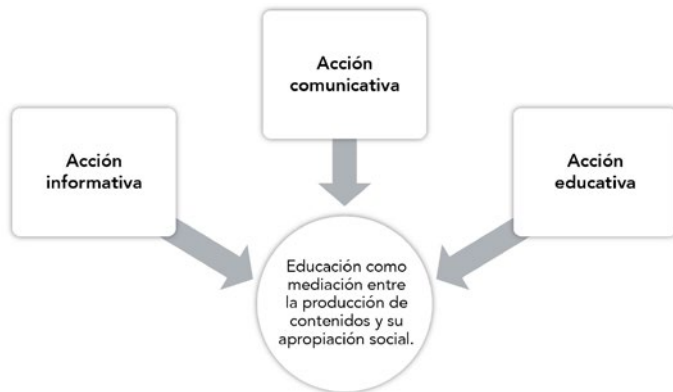 Acción
comunicativa
Acción
informativa
Acción
educativa
Educación como
mediación entre
la producción de
contenidos y su
apropiación social.